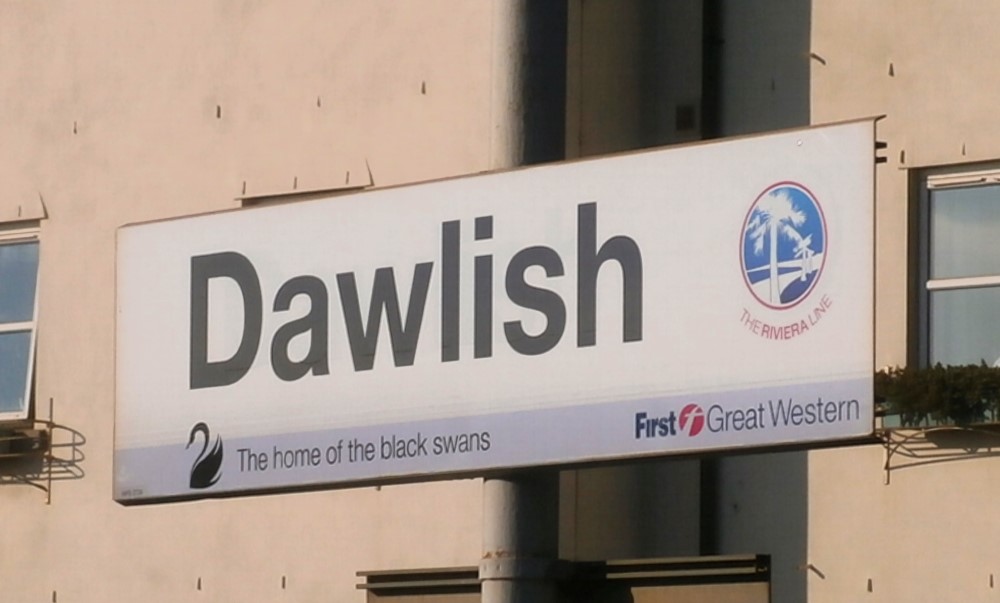 Dawlish
THE RIVIERA LINE
The home of the black swans
First Great Western